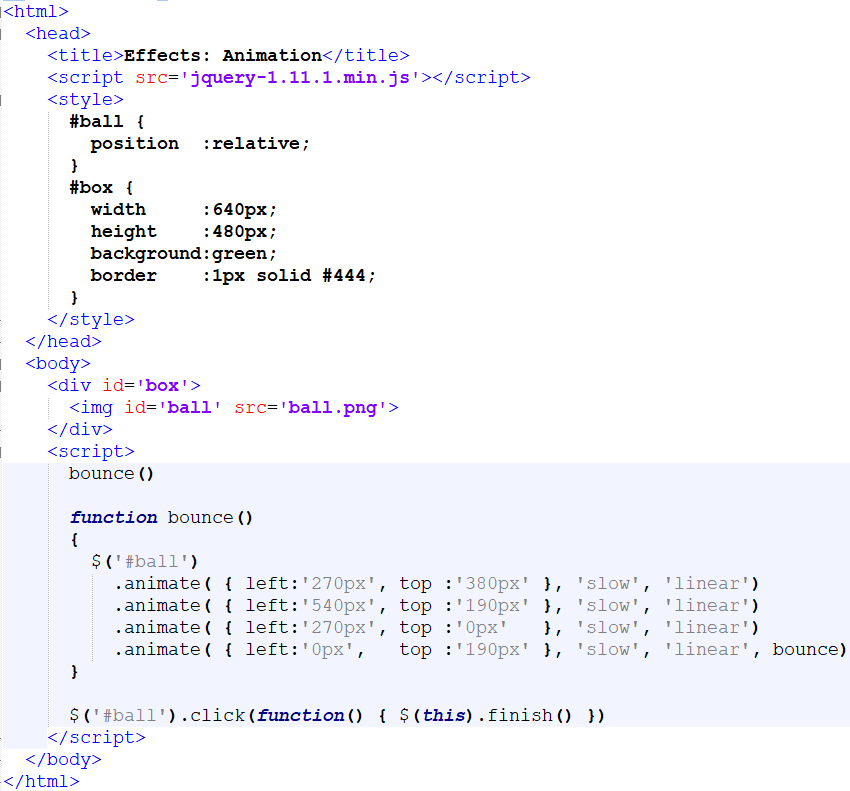 <html>
  <head>
    <title>Effects: Animation</title>
    <script src='jquery-1.11.1.min.js'></script>
    <style>
      #ball {
        position  :relative;
      }
      #box {
        width     :640px;
        height    :480px;
        background:green;
        border    :1px solid #444;
      }
    </style>
  </head>
  <body>
    <div id='box'>
      <img id='ball' src='ball.png'>
    </div>
    <script>
      bounce()

      function bounce()
      {
        $('#ball')
          .animate( { left:'270px', top :'380px' }, 'slow', 'linear')
          .animate( { left:'540px', top :'190px' }, 'slow', 'linear')
          .animate( { left:'270px', top :'0px'   }, 'slow', 'linear')
          .animate( { left:'0px',   top :'190px' }, 'slow', 'linear', bounce)
      }

      $('#ball').click(function() { $(this).finish() })
    </script>
  </body>
</html>